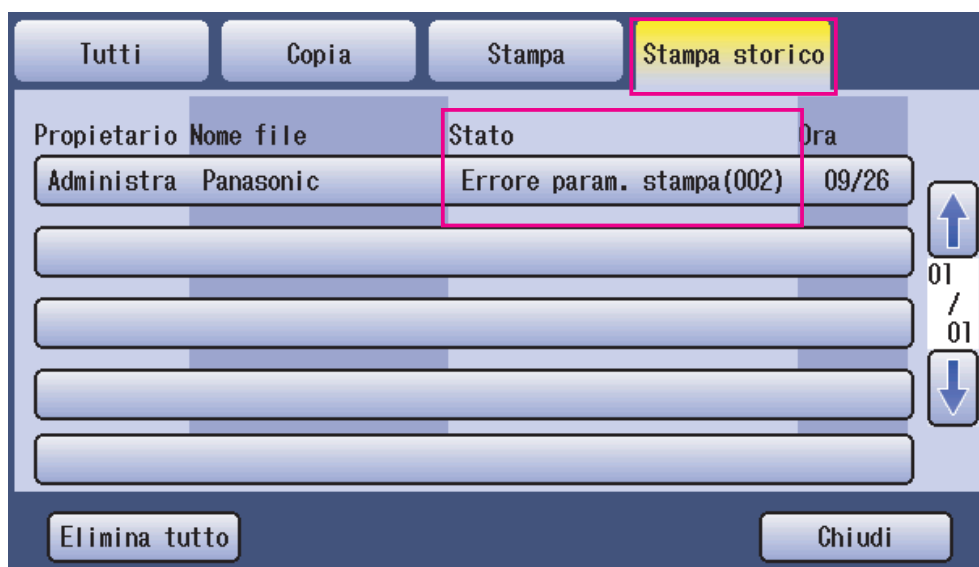 Tutti Copia Stampa Stampa storico
Propietario Nome file Stato Ora
Administra Panasonic Errore param. stampa(002) 09/26
01
/
01
Elimina tutto Chiudi